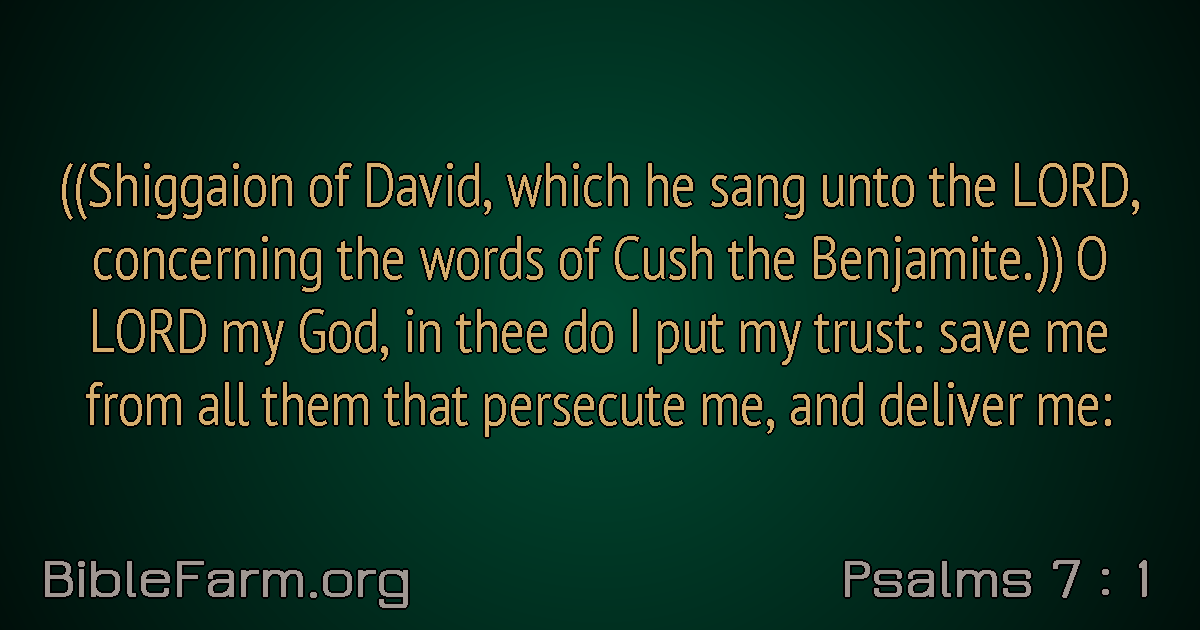 ((Shiggaion of David, which he sang unto the LORD,
concerning the words of Cush the Benjamite.)) O
LORD my God, in thee do I put my trust: save me
from all them that persecute me, and deliver me:
BibleFarm.org
Psalms 7 : 1